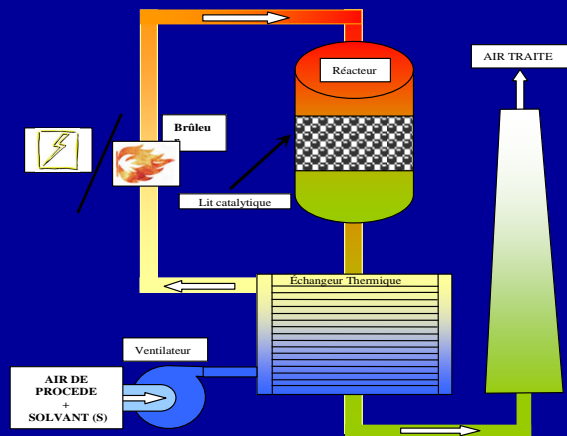 AIR TRAITE
Réacteur
Brûleu
r
Lit catalytique
Échangeur Thermique
Ventilateur
AIR DE
PROCEDE
+
SOLVANT (S)